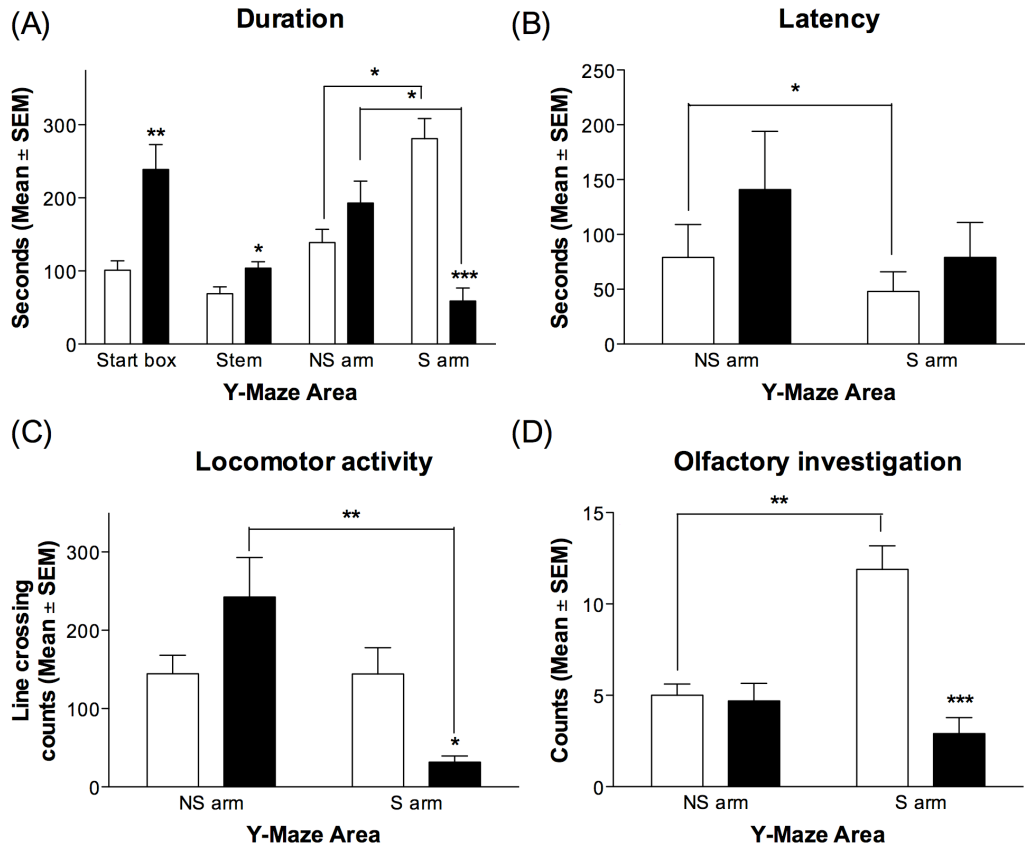 (A)
Duration
Seconds (Mean ± SEM)
300
200
100
0
**
*
*
*
***
Start box
Stem
NS arm
S arm
Y-Maze Area
(B)
Latency
Seconds (Mean ± SEM)
250
200
150
100
50
0
*
NS arm
S arm
Y-Maze Area
(C)
Locomotor activity
Line crossing
counts (Mean ± SEM)
300
200
100
0
**
*
NS arm
S arm
Y-Maze Area
(D)
Olfactory investigation
Counts (Mean ± SEM)
15
10
5
0
**
***
NS arm
S arm
Y-Maze Area